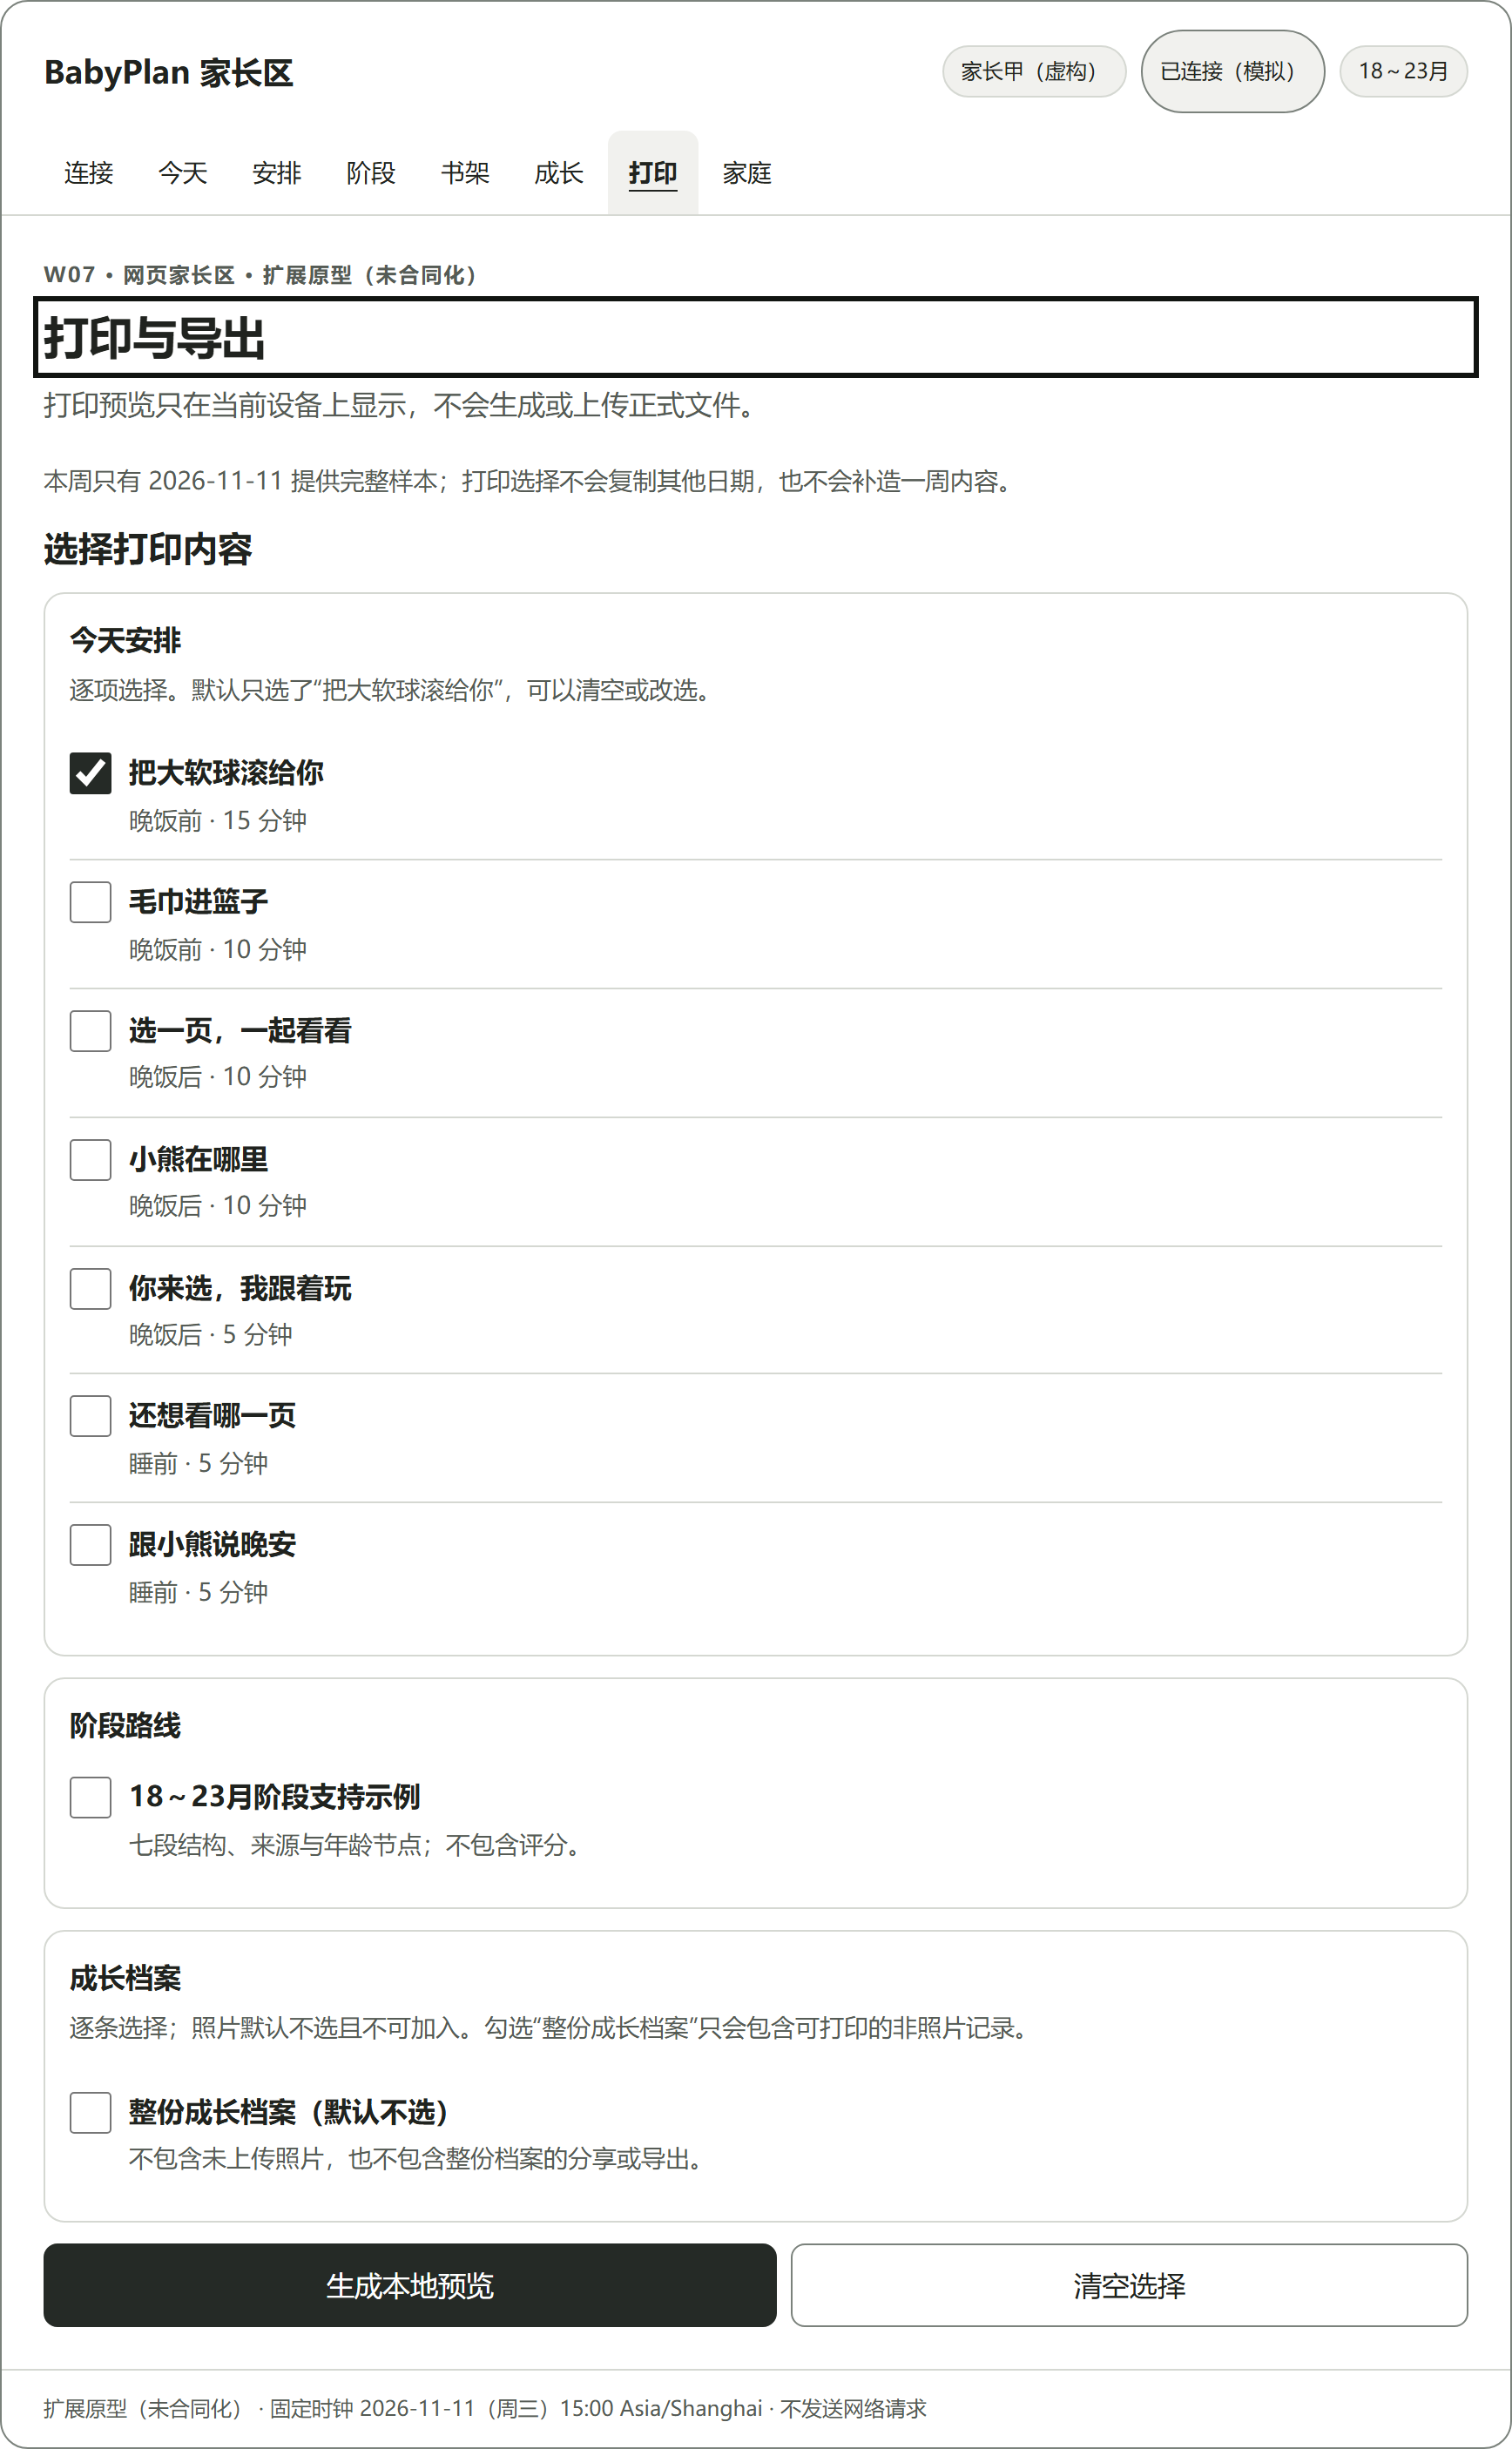 BabyPlan 家长区
家长甲（虚构）
已连接（模拟）
18～23月
连接
今天
安排
阶段
书架
成长
打印
家庭
W07 • 网页家长区 • 扩展原型（未合同化）
打印与导出
打印预览只在当前设备上显示，不会生成或上传正式文件。
本周只有 2026-11-11 提供完整样本；打印选择不会复制其他日期，也不会补造一周内容。
选择打印内容
今天安排
逐项选择。默认只选了“把大软球滚给你”，可以清空或改选。
把大软球滚给你
晚饭前 · 15 分钟
毛巾进篮子
晚饭前 · 10 分钟
选一页，一起看看
晚饭后 · 10 分钟
小熊在哪里
晚饭后 · 10 分钟
你来选，我跟着玩
晚饭后 · 5 分钟
还想看哪一页
睡前 · 5 分钟
跟小熊说晚安
睡前 · 5 分钟
阶段路线
18～23月阶段支持示例
七段结构、来源与年龄节点；不包含评分。
成长档案
逐条选择；照片默认不选且不可加入。勾选“整份成长档案”只会包含可打印的非照片记录。
整份成长档案（默认不选）
不包含未上传照片，也不包含整份档案的分享或导出。
生成本地预览
清空选择
扩展原型（未合同化） · 固定时钟 2026-11-11（周三）15:00 Asia/Shanghai · 不发送网络请求